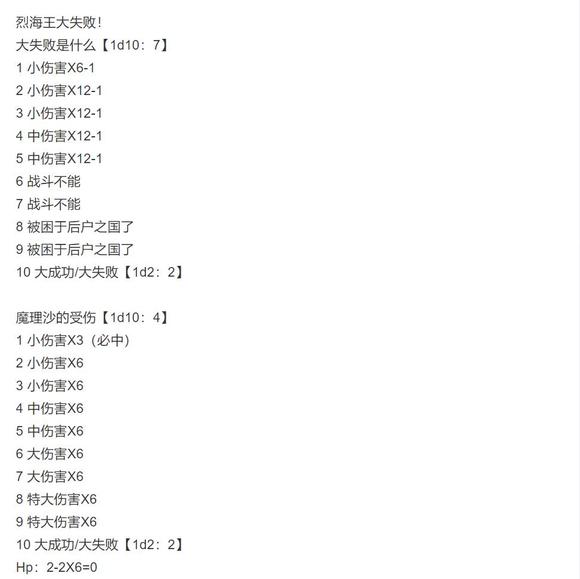 烈海王大失败！
大失败是什么【1d10：7】
1 小伤害X6-1
2 小伤害X12-1
3 小伤害X12-1
4 中伤害X12-1
5 中伤害X12-1
6 战斗不能
7 战斗不能
8 被困于后户之国了
9 被困于后户之国了
10 大成功/大失败【1d2：2】
魔理沙的受伤【1d10：4】
1 小伤害X3（必中）
2 小伤害X6
3 小伤害X6
4 中伤害X6
5 中伤害X6
6 大伤害X6
7 大伤害X6
8 特大伤害X6
9 特大伤害X6
10 大成功/大失败【1d2：2】
Hp：2-2X6=0